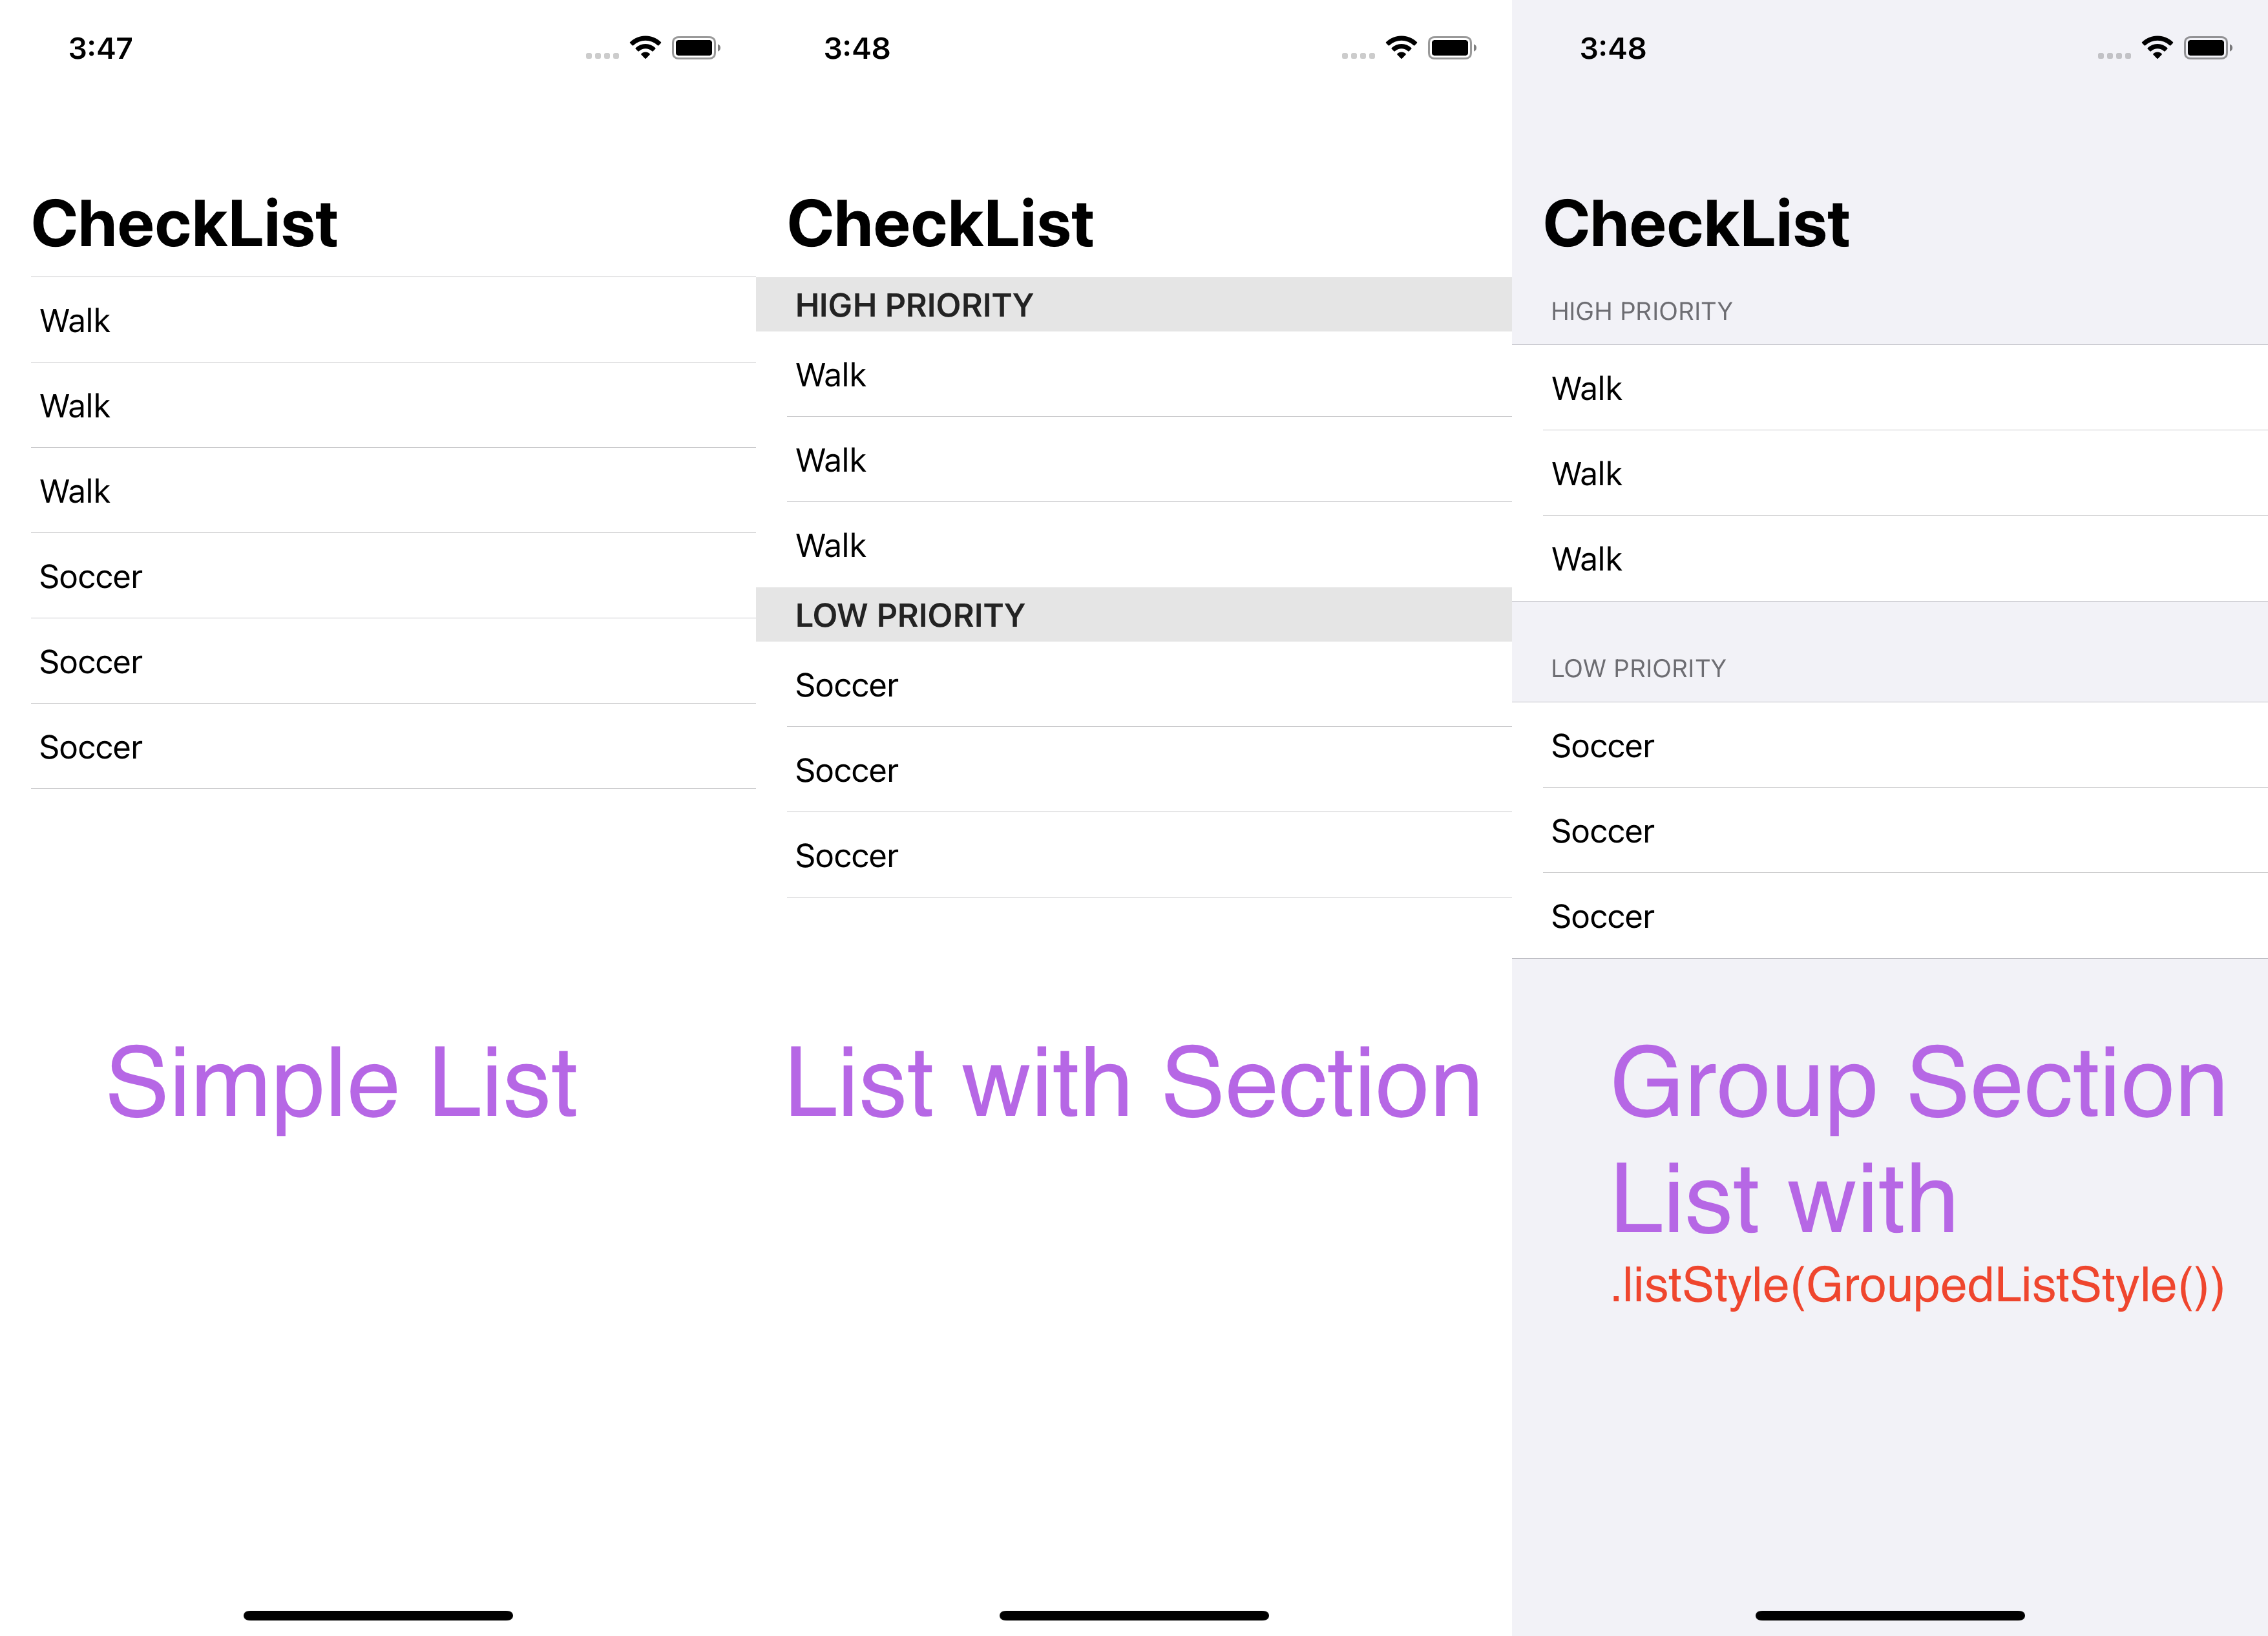 3:47
CheckList
Walk
Walk
Walk
Soccer
Soccer
Soccer
Simple List
3:48
CheckList
HIGH PRIORITY
Walk
Walk
Walk
LOW PRIORITY
Soccer
Soccer
Soccer
List with Section
3:48
CheckList
HIGH PRIORITY
Walk
Walk
Walk
LOW PRIORITY
Soccer
Soccer
Soccer
Group Section
List with
.listStyle(GroupedListStyle())